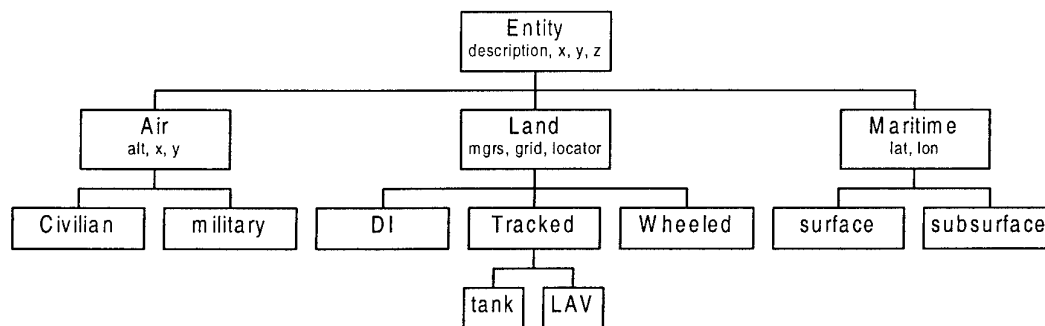 Entity
description, x, y, z
Air
alt, x, y
Land
mgrs, grid, locator
Maritime
lat, lon
Civilian
military
DI
Tracked
Wheeled
surface
subsurface
tank
LAV